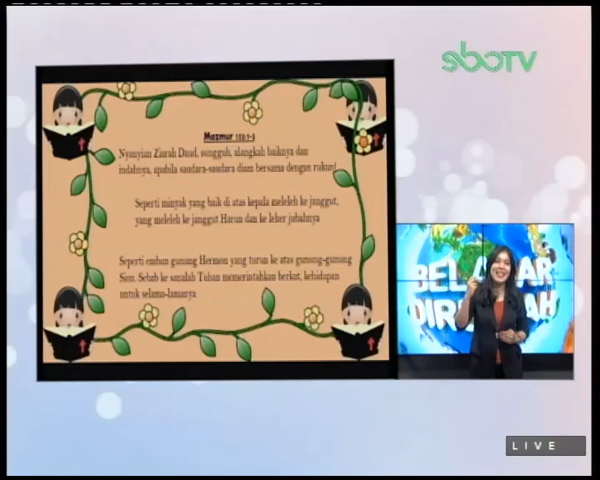 sboTV
Mazmur 133:1-3
Nyanyian Ziarah Daud, sungguh, alangkah baiknya dan
indahnya, apabila saudara-saudara diam bersama dengan rukun!
Seperti minyak yang baik di atas kepala meleleh ke janggut,
yang meleleh ke janggut Harun dan ke leher jubahnya
Seperti embun gunung Hermon yang turun ke atas gunung-gunung
Sion. Sebab ke sanalah Tuhan memerintahkan berkat, kehidupan
untuk selama-lamanya
BELAJAR
DIRUMAH
LIVE